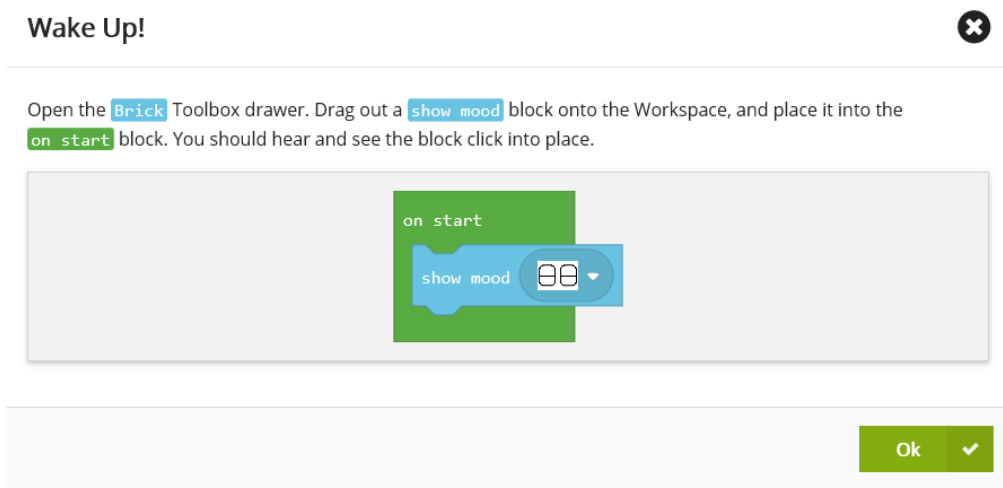 Wake Up!
Open the Brick Toolbox drawer. Drag out a show mood block onto the Workspace, and place it into the
on start block. You should hear and see the block click into place.
on start
show mood
Ok